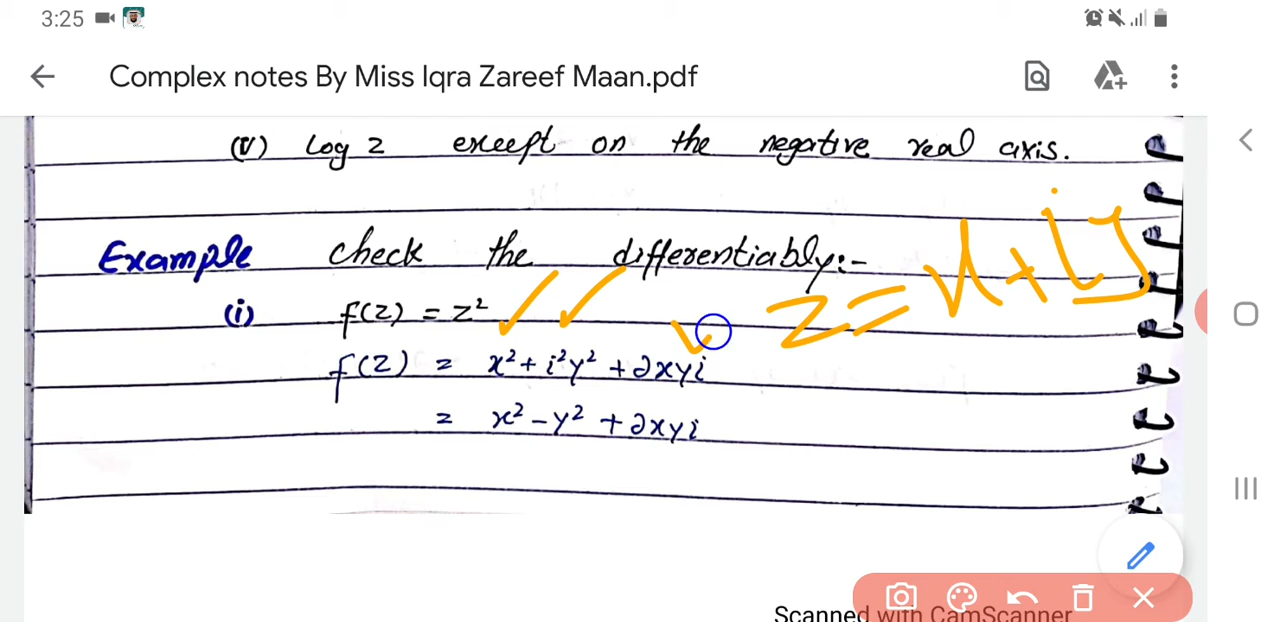 3:25
Complex notes By Miss Iqra Zareef Maan.pdf
(V) Log z except on the negative real axis.
Example check the differentiably:-
z = x + iy
(i) f(z) = z²
f(z) = x² + i²y² + 2xyi
= x² - y² + 2xyi
Scanned with CamScanner